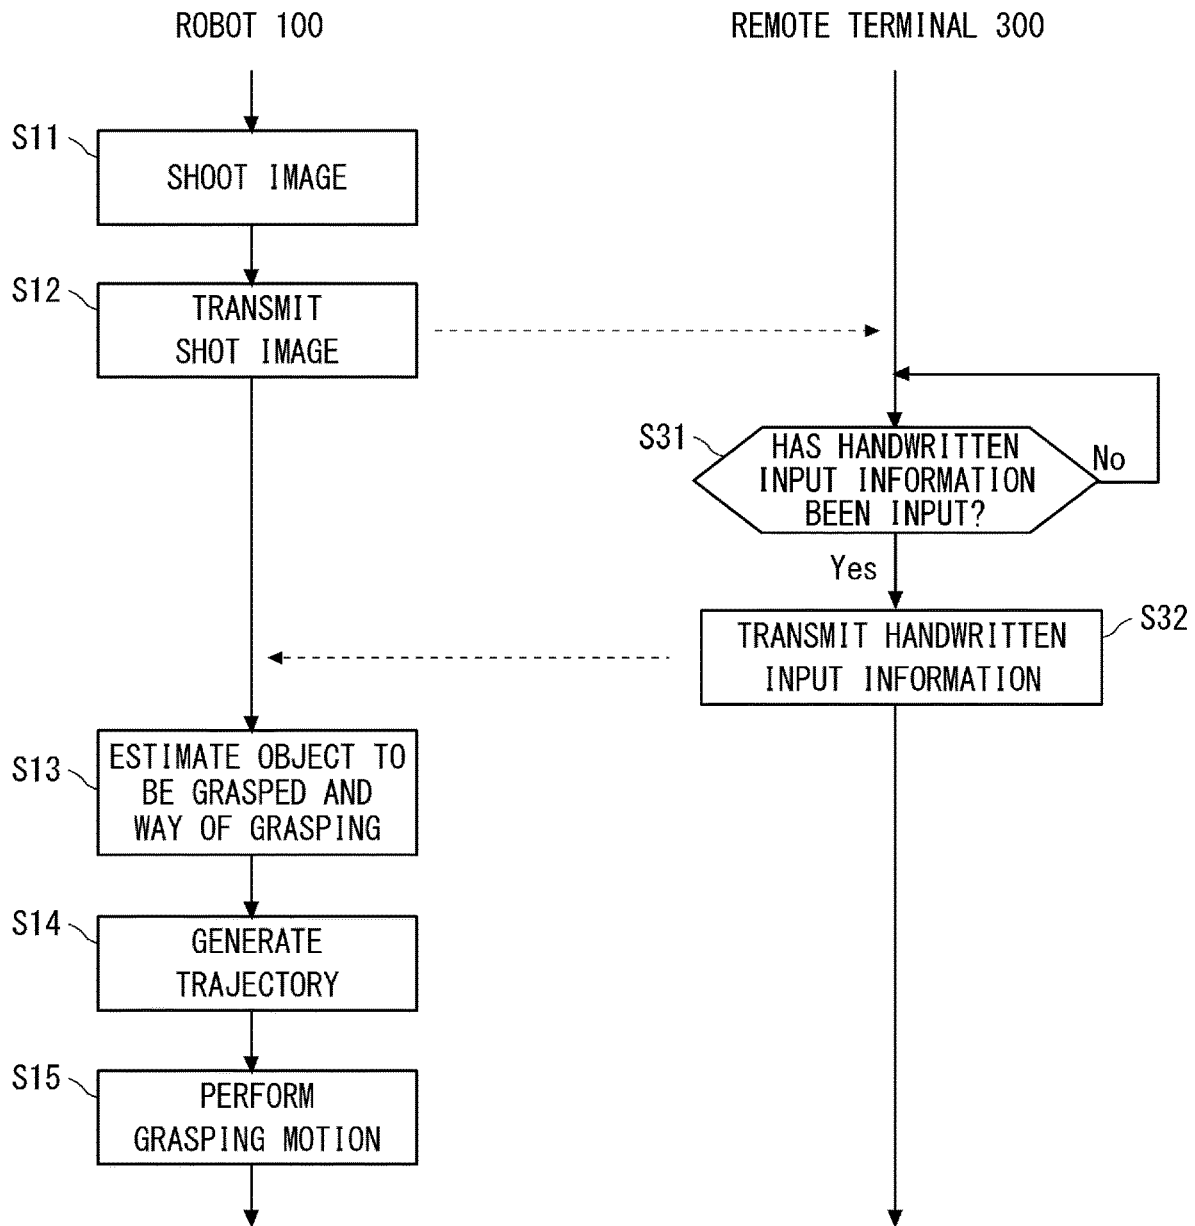 ROBOT 100
REMOTE TERMINAL 300
S11
SHOOT IMAGE
S12
TRANSMIT
SHOT IMAGE
S31
HAS HANDWRITTEN
INPUT INFORMATION
BEEN INPUT?
No
Yes
S32
TRANSMIT HANDWRITTEN
INPUT INFORMATION
S13
ESTIMATE OBJECT TO
BE GRASPED AND
WAY OF GRASPING
S14
GENERATE
TRAJECTORY
S15
PERFORM
GRASPING MOTION